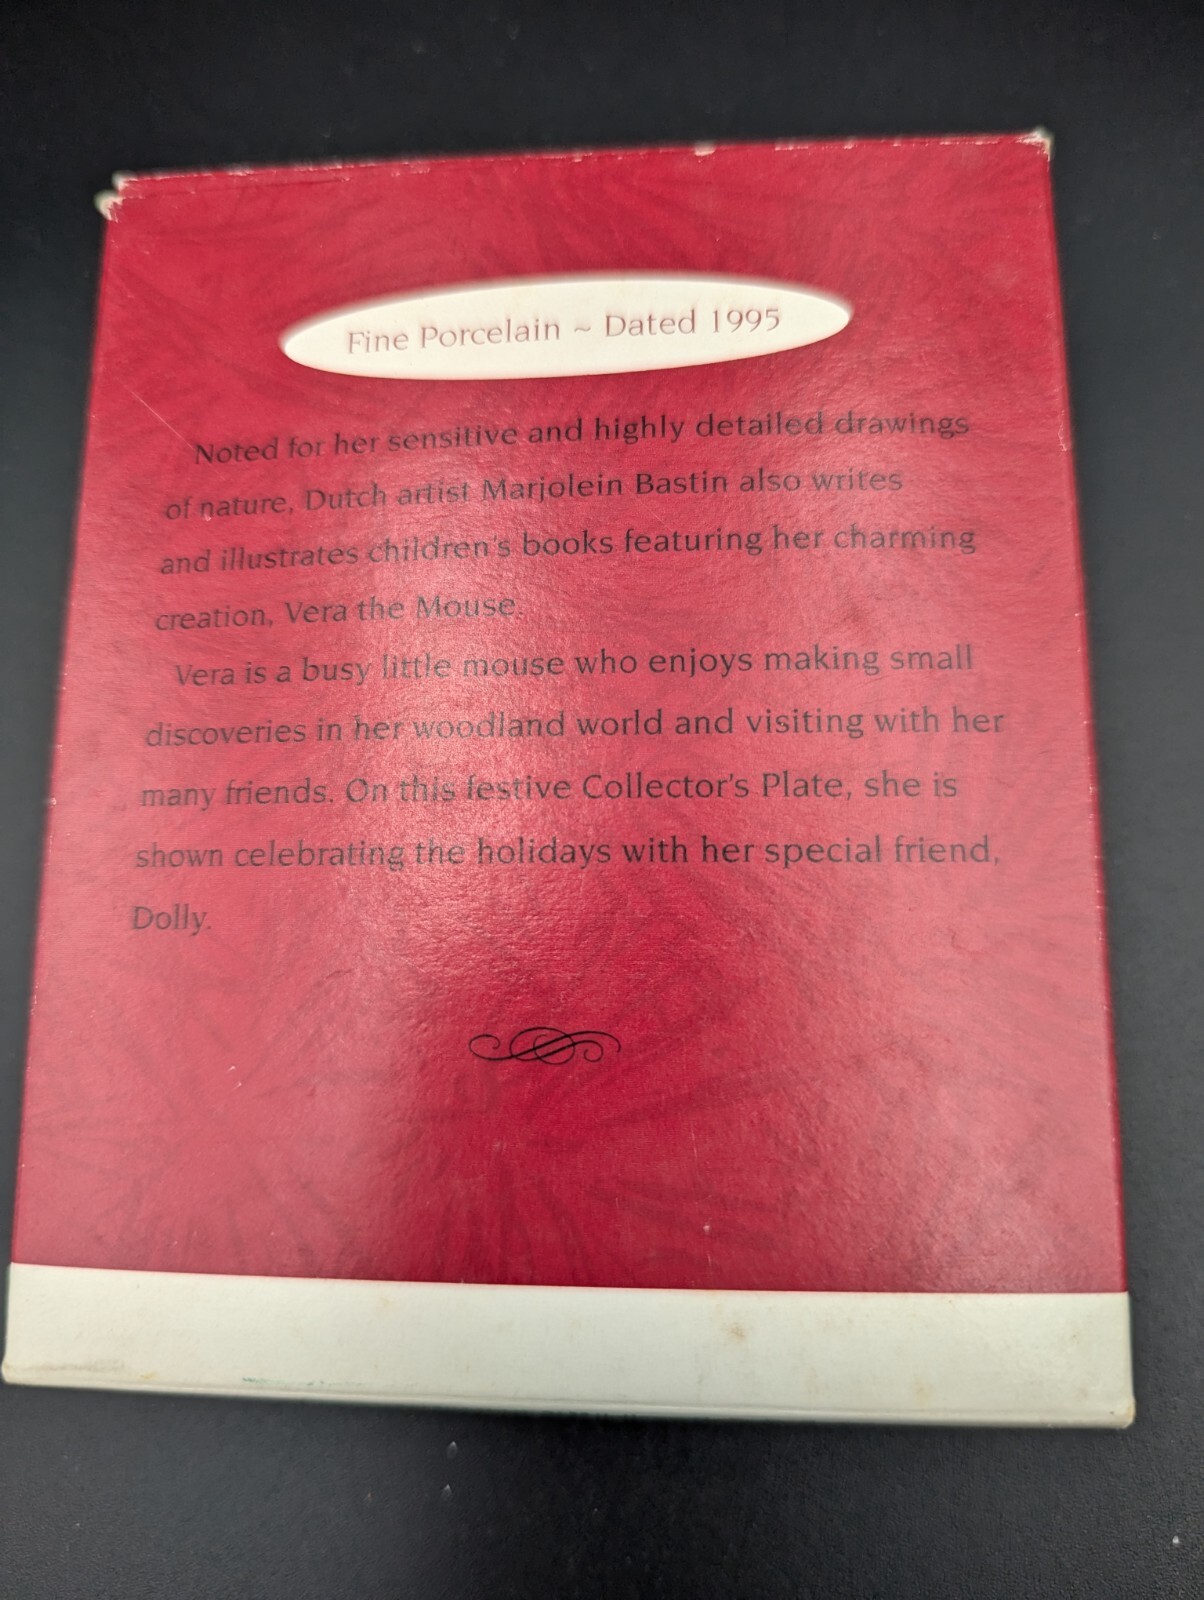 Fine Porcelain ~ Dated 1995
Noted for her sensitive and highly detailed drawings
of nature, Dutch artist Marjolein Bastin also writes
and illustrates children's books featuring her charming
creation, Vera the Mouse.
Vera is a busy little mouse who enjoys making small
discoveries in her woodland world and visiting with her
many friends. On this festive Collector's Plate, she is
shown celebrating the holidays with her special friend,
Dolly.